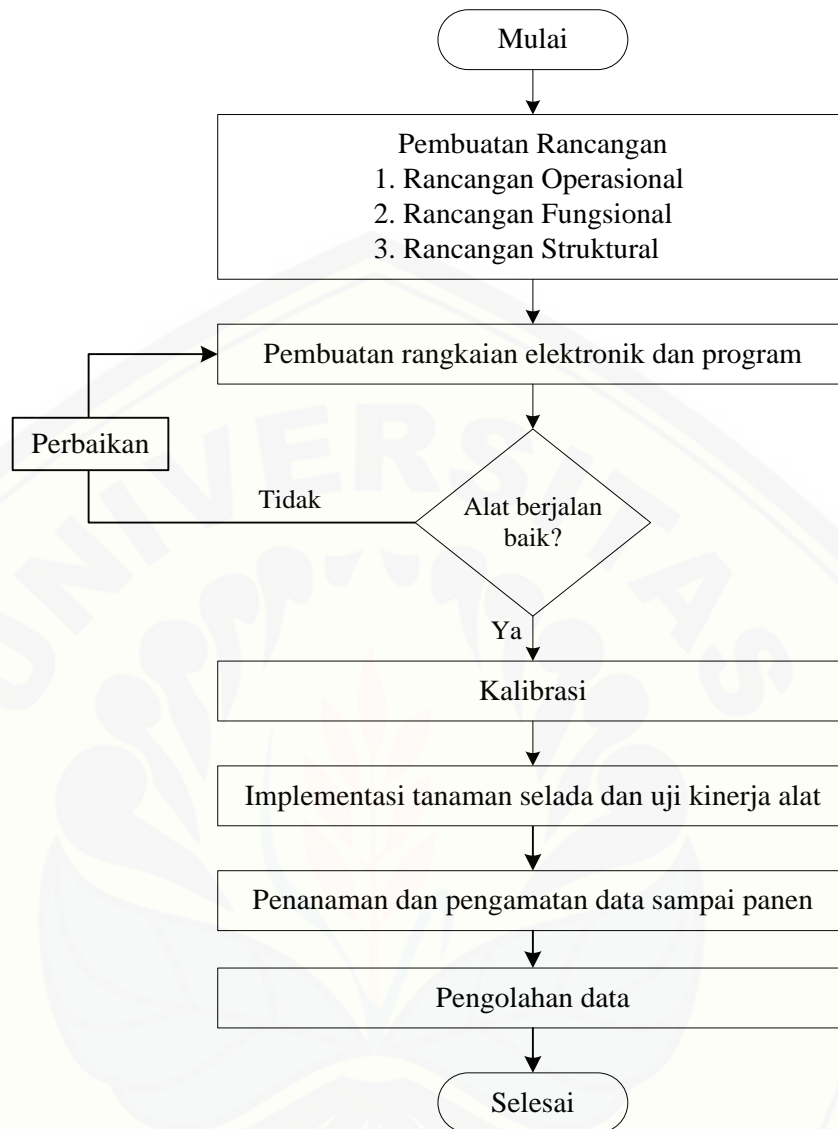 Mulai
Pembuatan Rancangan
1. Rancangan Operasional
2. Rancangan Fungsional
3. Rancangan Struktural
Pembuatan rangkaian elektronik dan program
Perbaikan
Tidak
Alat berjalan
baik?
Ya
Kalibrasi
Implementasi tanaman selada dan uji kinerja alat
Penanaman dan pengamatan data sampai panen
Pengolahan data
Selesai
UNIVERSITAS